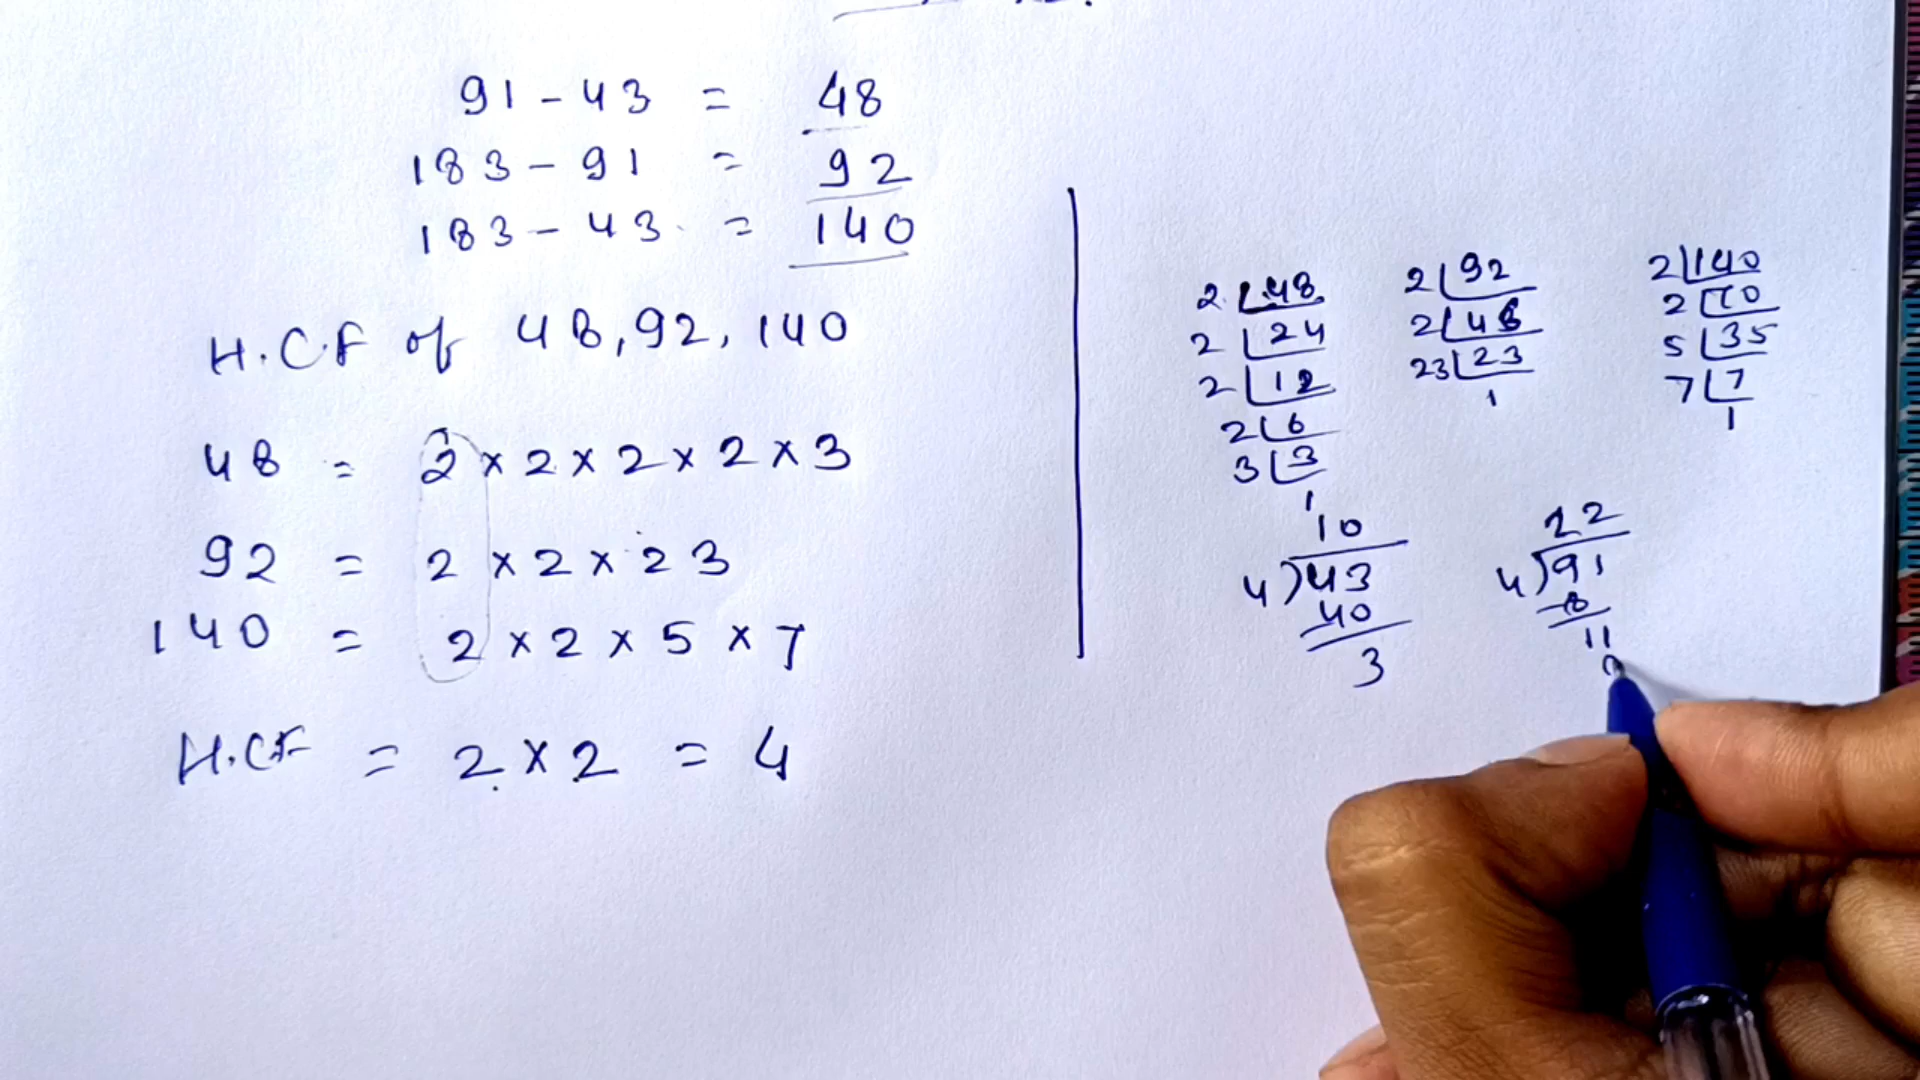 91 - 43 = 48
183 - 91 = 92
183 - 43 = 140
H.C.F of 48, 92, 140
48 = 2 × 2 × 2 × 2 × 3
92 = 2 × 2 × 23
140 = 2 × 2 × 5 × 7
H.CF = 2 × 2 = 4
2 48
2 24
2 12
2 6
3 3
1
2 92
2 46
23 23
1
2 140
2 70
5 35
7 7
1
10
4)43
40
3
22
4)91
8
11